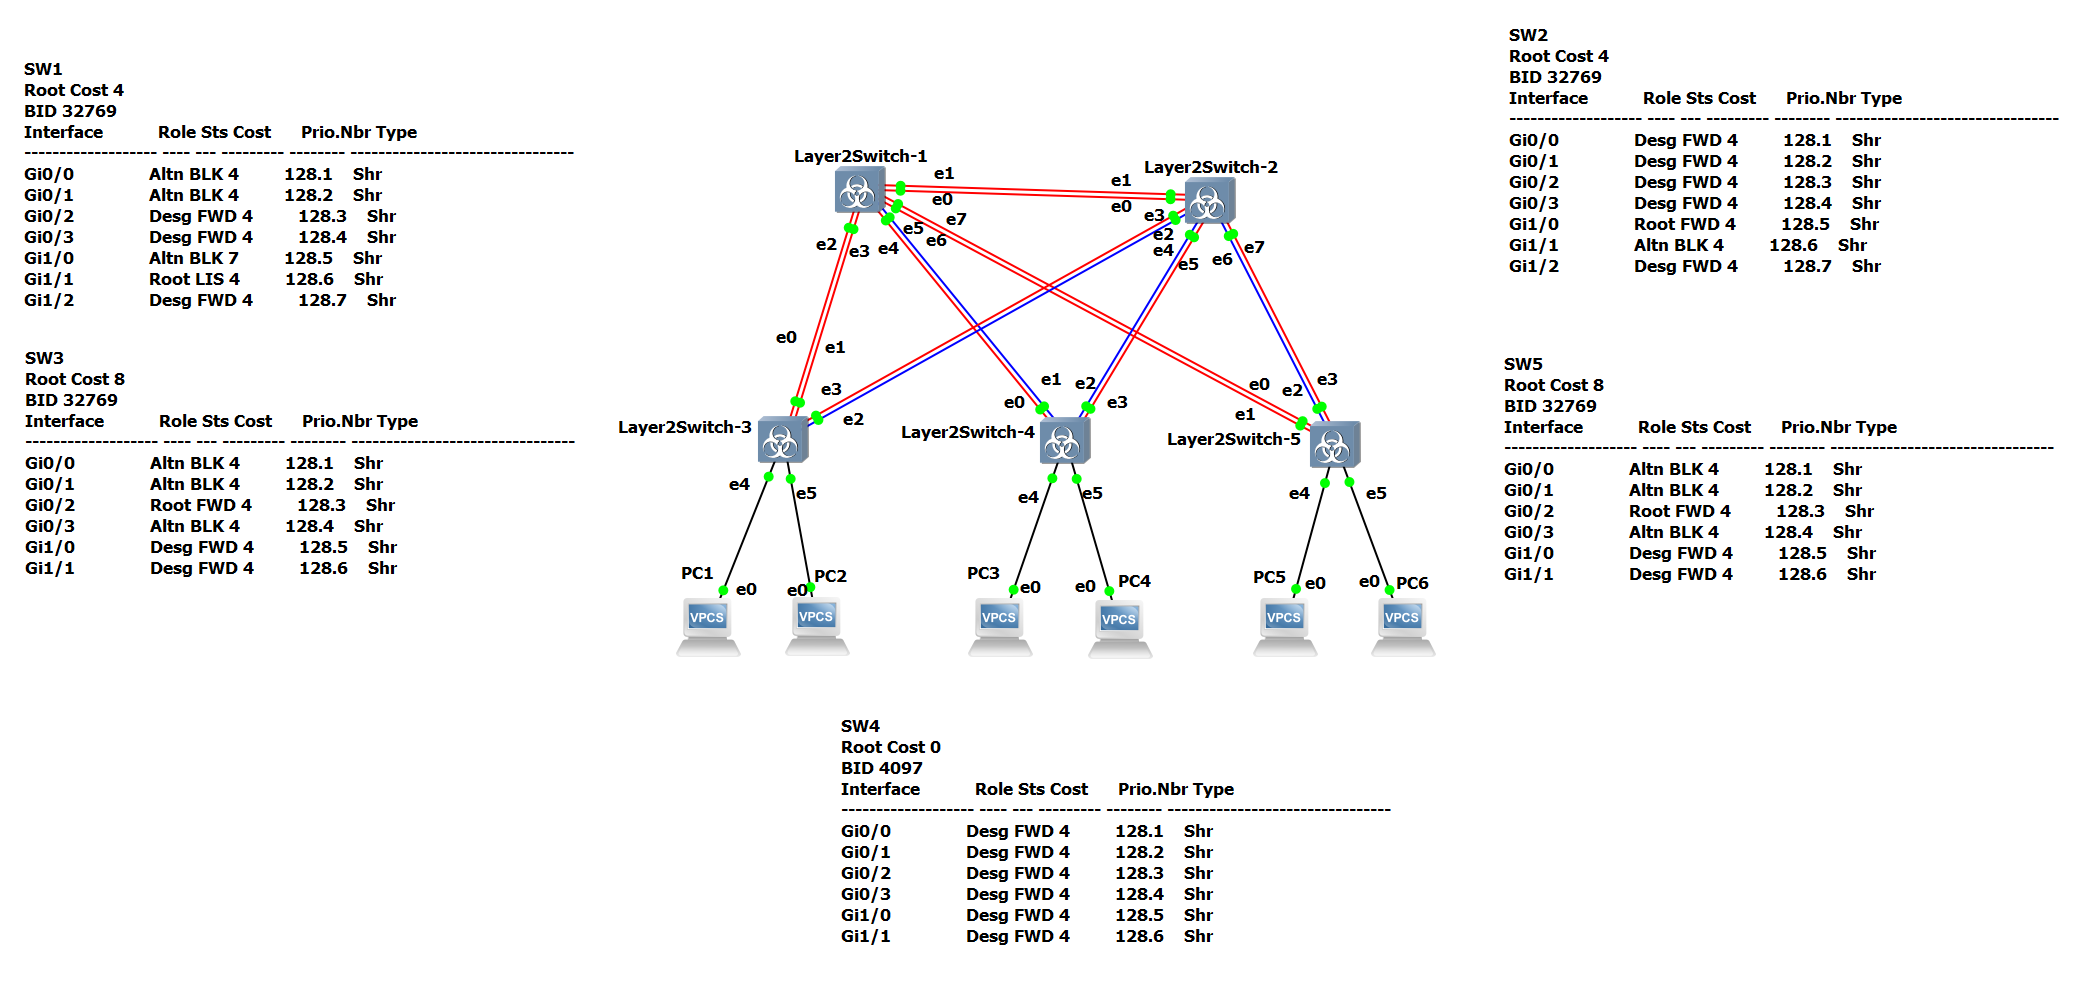 SW1
Root Cost 4
BID 32769
Interface Role Sts Cost Prio.Nbr Type
------------------- ---- --- --------- -------- --------------------------------
Gi0/0 Altn BLK 4 128.1 Shr
Gi0/1 Altn BLK 4 128.2 Shr
Gi0/2 Desg FWD 4 128.3 Shr
Gi0/3 Desg FWD 4 128.4 Shr
Gi1/0 Altn BLK 7 128.5 Shr
Gi1/1 Root LIS 4 128.6 Shr
Gi1/2 Desg FWD 4 128.7 Shr
SW3
Root Cost 8
BID 32769
Interface Role Sts Cost Prio.Nbr Type
------------------- ---- --- --------- -------- --------------------------------
Gi0/0 Altn BLK 4 128.1 Shr
Gi0/1 Altn BLK 4 128.2 Shr
Gi0/2 Root FWD 4 128.3 Shr
Gi0/3 Altn BLK 4 128.4 Shr
Gi1/0 Desg FWD 4 128.5 Shr
Gi1/1 Desg FWD 4 128.6 Shr
Layer2Switch-1
Layer2Switch-2
e1
e0
e7
e5
e6
e2
e3
e4
e1
e0
e3
e2
e4
e5
e6
e7
e0
e1
e3
e2
e1
e0
e2
e3
e0
e1
e2
e3
Layer2Switch-3
Layer2Switch-4
Layer2Switch-5
e4
e5
e4
e5
e4
e5
PC1
e0
e0
PC2
PC3
e0
e0
PC4
PC5
e0
e0
PC6
VPCS
VPCS
VPCS
VPCS
VPCS
VPCS
SW2
Root Cost 4
BID 32769
Interface Role Sts Cost Prio.Nbr Type
------------------- ---- --- --------- -------- --------------------------------
Gi0/0 Desg FWD 4 128.1 Shr
Gi0/1 Desg FWD 4 128.2 Shr
Gi0/2 Desg FWD 4 128.3 Shr
Gi0/3 Desg FWD 4 128.4 Shr
Gi1/0 Root FWD 4 128.5 Shr
Gi1/1 Altn BLK 4 128.6 Shr
Gi1/2 Desg FWD 4 128.7 Shr
SW5
Root Cost 8
BID 32769
Interface Role Sts Cost Prio.Nbr Type
------------------- ---- --- --------- -------- --------------------------------
Gi0/0 Altn BLK 4 128.1 Shr
Gi0/1 Altn BLK 4 128.2 Shr
Gi0/2 Root FWD 4 128.3 Shr
Gi0/3 Altn BLK 4 128.4 Shr
Gi1/0 Desg FWD 4 128.5 Shr
Gi1/1 Desg FWD 4 128.6 Shr
SW4
Root Cost 0
BID 4097
Interface Role Sts Cost Prio.Nbr Type
------------------- ---- --- --------- -------- --------------------------------
Gi0/0 Desg FWD 4 128.1 Shr
Gi0/1 Desg FWD 4 128.2 Shr
Gi0/2 Desg FWD 4 128.3 Shr
Gi0/3 Desg FWD 4 128.4 Shr
Gi1/0 Desg FWD 4 128.5 Shr
Gi1/1 Desg FWD 4 128.6 Shr